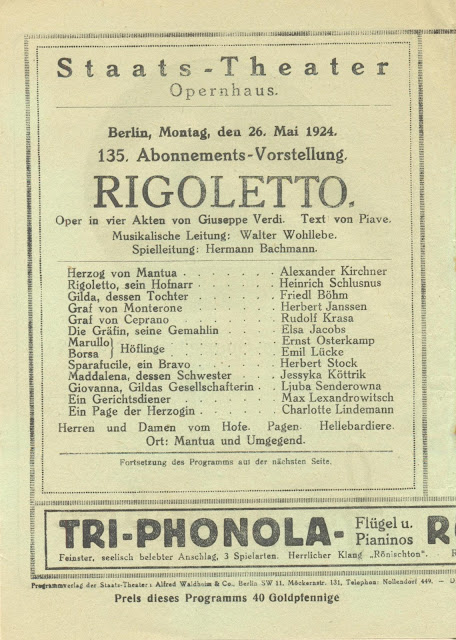 Staats-Theater
Opernhaus.
Berlin, Montag, den 26. Mai 1924.
135. Abonnements-Vorstellung.
RIGOLETTO.
Oper in vier Akten von Giuseppe Verdi. Text von Piave.
Musikalische Leitung: Walter Wohllebe.
Spielleitung: Hermann Bachmann.
Herzog von Mantua . . . . . . . Alexander Kirchner
Rigoletto, sein Hofnarr . . . . . . Heinrich Schlusnus
Gilda, dessen Tochter . . . . . . Friedl Böhm
Graf von Monterone . . . . . . Herbert Janssen
Graf von Ceprano . . . . . . Rudolf Krasa
Die Gräfin, seine Gemahlin . . . . Elsa Jacobs
Marullo } Höflinge . . . . . . Ernst Osterkamp
Borsa } Höflinge . . . . . . Emil Lücke
Sparafucile, ein Bravo . . . . . Herbert Stock
Maddalena, dessen Schwester . . . . Jessyka Köttrik
Giovanna, Gildas Gesellschafterin . . Ljuba Senderowna
Ein Gerichtsdiener . . . . . . Max Lexandrowitsch
Ein Page der Herzogin . . . . . Charlotte Lindemann
Herren und Damen vom Hofe. Pagen. Hellebardiere.
Ort: Mantua und Umgegend.
Fortsetzung des Programms auf der nächsten Seite.
TRI-PHONOLA- Flügel u. Pianinos
Feinster, seelisch belebter Anschlag, 3 Spielarten. Herrlicher Klang „Rönischton".
Programmverlag der Staats-Theater: Alfred Waldheim & Co., Berlin SW 11, Möckernstr. 131, Telephon: Nollendorf 449.
Preis dieses Programms 40 Goldpfennige